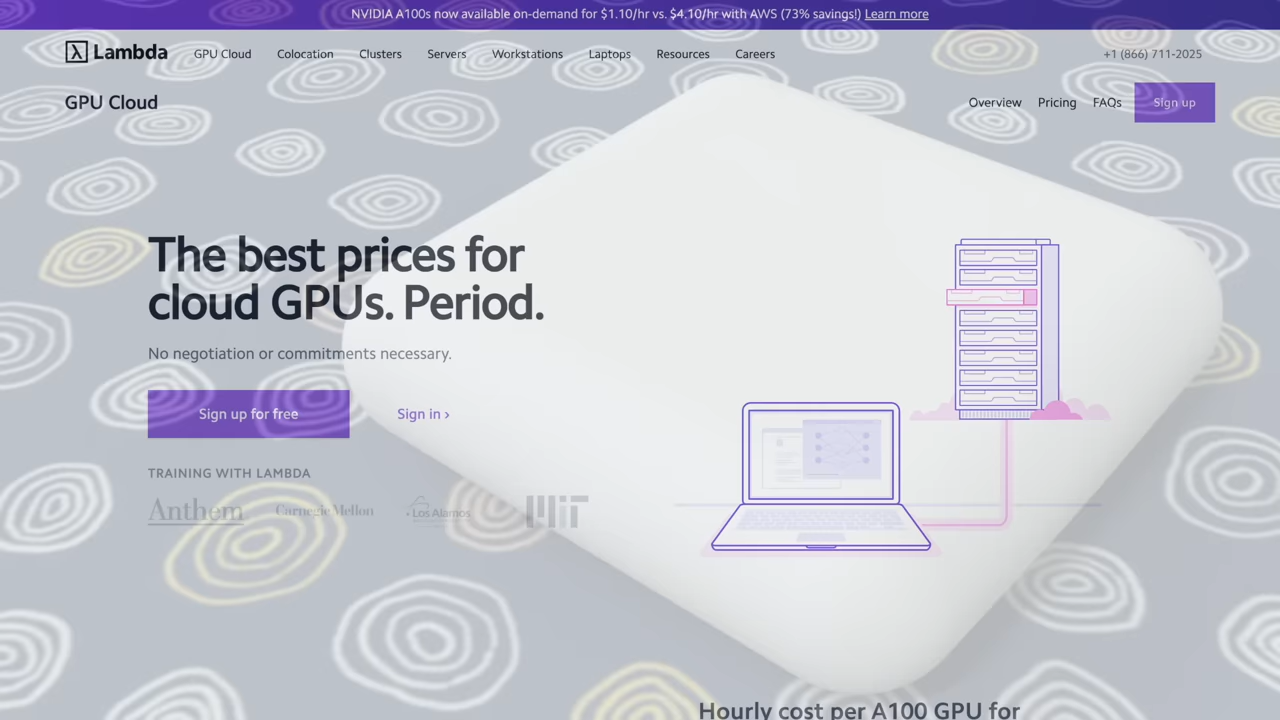 NVIDIA A100s now available on-demand for $1.10/hr vs. $4.10/hr with AWS (73% savings!) Learn more
Lambda GPU Cloud Colocation Clusters Servers Workstations Laptops Resources Careers +1 (866) 711-2025
GPU Cloud Overview Pricing FAQs Sign up
The best prices for
cloud GPUs. Period.
No negotiation or commitments necessary.
Sign up for free Sign in ›
TRAINING WITH LAMBDA
Anthem Carnegie Mellon Los Alamos MIT
Hourly cost per A100 GPU for